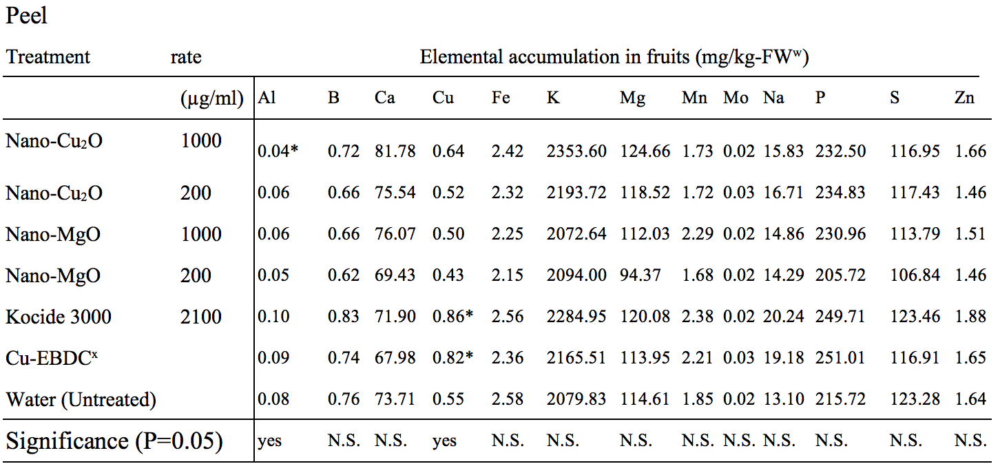 Peel
Treatment rate Elemental accumulation in fruits (mg/kg-FWʷ)
(µg/ml) Al B Ca Cu Fe K Mg Mn Mo Na P S Zn
Nano-Cu₂O 1000 0.04* 0.72 81.78 0.64 2.42 2353.60 124.66 1.73 0.02 15.83 232.50 116.95 1.66
Nano-Cu₂O 200 0.06 0.66 75.54 0.52 2.32 2193.72 118.52 1.72 0.03 16.71 234.83 117.43 1.46
Nano-MgO 1000 0.06 0.66 76.07 0.50 2.25 2072.64 112.03 2.29 0.02 14.86 230.96 113.79 1.51
Nano-MgO 200 0.05 0.62 69.43 0.43 2.15 2094.00 94.37 1.68 0.02 14.29 205.72 106.84 1.46
Kocide 3000 2100 0.10 0.83 71.90 0.86* 2.56 2284.95 120.08 2.38 0.02 20.24 249.71 123.46 1.88
Cu-EBDCˣ 0.09 0.74 67.98 0.82* 2.36 2165.51 113.95 2.21 0.03 19.18 251.01 116.91 1.65
Water (Untreated) 0.08 0.76 73.71 0.55 2.58 2079.83 114.61 1.85 0.02 13.10 215.72 123.28 1.64
Significance (P=0.05) yes N.S. N.S. yes N.S. N.S. N.S. N.S. N.S. N.S. N.S. N.S. N.S.